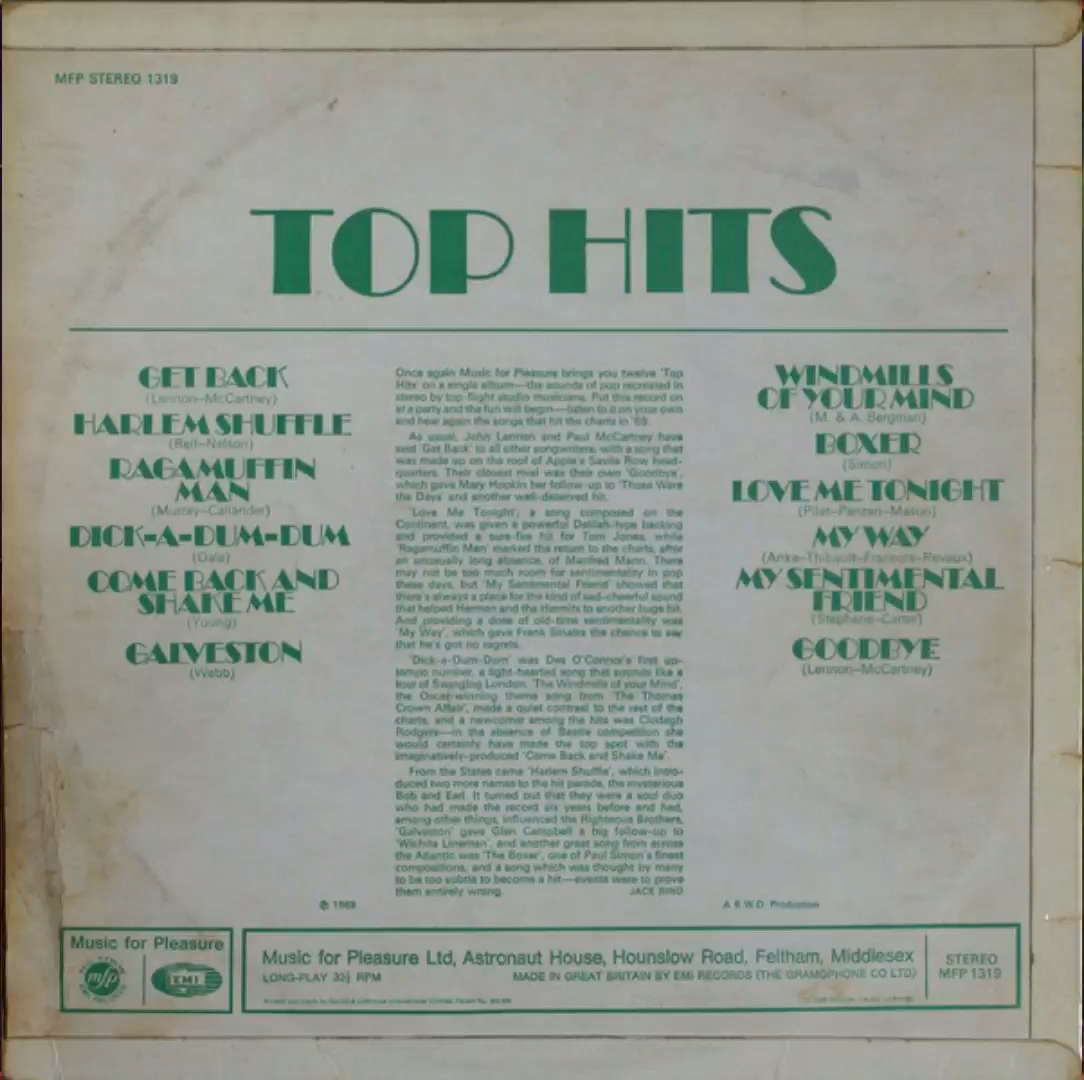 MFP STEREO 1319
TOP HITS
GET BACK
(Lennon–McCartney)
HARLEM SHUFFLE
(Relf–Nelson)
RAGAMUFFIN
MAN
(Murray–Callander)
DICK-A-DUM-DUM
(Dale)
COME BACK AND
SHAKE ME
(Young)
GALVESTON
(Webb)
Once again Music for Pleasure brings you twelve 'Top
Hits' on a single album—the sounds of pop recreated in
stereo by top-flight studio musicians. Put this record on
at a party and the fun will begin—listen to it on your own
and hear again the songs that hit the charts in '69.
As usual, John Lennon and Paul McCartney have
said 'Get Back' to all other songwriters, with a song that
was made up on the roof of Apple's Savile Row head-
quarters. Their closest rival was their own 'Goodbye',
which gave Mary Hopkin her follow-up to 'Those Were
the Days' and another well-deserved hit.
'Love Me Tonight', a song composed on the
Continent, was given a powerful Delilah-type backing
and provided a sure-fire hit for Tom Jones, while
'Ragamuffin Man' marked the return to the charts, after
an unusually long absence, of Manfred Mann. There
may not be too much room for sentimentality in pop
these days, but 'My Sentimental Friend' showed that
there's always a place for the kind of sad-cheerful sound
that helped Herman and the Hermits to another huge hit.
And providing a dose of old-time sentimentality was
'My Way', which gave Frank Sinatra the chance to say
that he's got no regrets.
'Dick-a-Dum-Dum' was Des O'Connor's first up-
tempo number, a light-hearted song that sounds like a
tour of Swinging London. 'The Windmills of your Mind',
the Oscar-winning theme song from 'The Thomas
Crown Affair', made a quiet contrast to the rest of the
charts, and a newcomer among the hits was Clodagh
Rodgers—in the absence of Beatle competition she
would certainly have made the top spot with the
imaginatively-produced 'Come Back and Shake Me'.
From the States came 'Harlem Shuffle', which intro-
duced two more names to the hit parade, the mysterious
Bob and Earl. It turned out that they were a soul duo
who had made the record six years before and had,
among other things, influenced the Righteous Brothers.
'Galveston' gave Glen Campbell a big follow-up to
'Wichita Lineman', and another great song from across
the Atlantic was 'The Boxer', one of Paul Simon's finest
compositions, and a song which was thought by many
to be too subtle to become a hit—events were to prove
them entirely wrong. JACK
WINDMILLS
OF YOUR MIND
(M. & A. Bergman)
BOXER
(Simon)
LOVE ME TONIGHT
(Pilat–Panzeri–Mason)
MY WAY
(Anka–Thibault–Francois–Revaux)
MY SENTIMENTAL
FRIEND
(Stephens–Carter)
GOODBYE
(Lennon–McCartney)
℗ 1969
A B.W.D. Production
Music for Pleasure
mfp
EMI
Music for Pleasure Ltd, Astronaut House, Hounslow Road, Feltham, Middlesex
LONG-PLAY 33⅓ RPM MADE IN GREAT BRITAIN BY EMI RECORDS (THE GRAMOPHONE CO LTD)
STEREO
MFP 1319